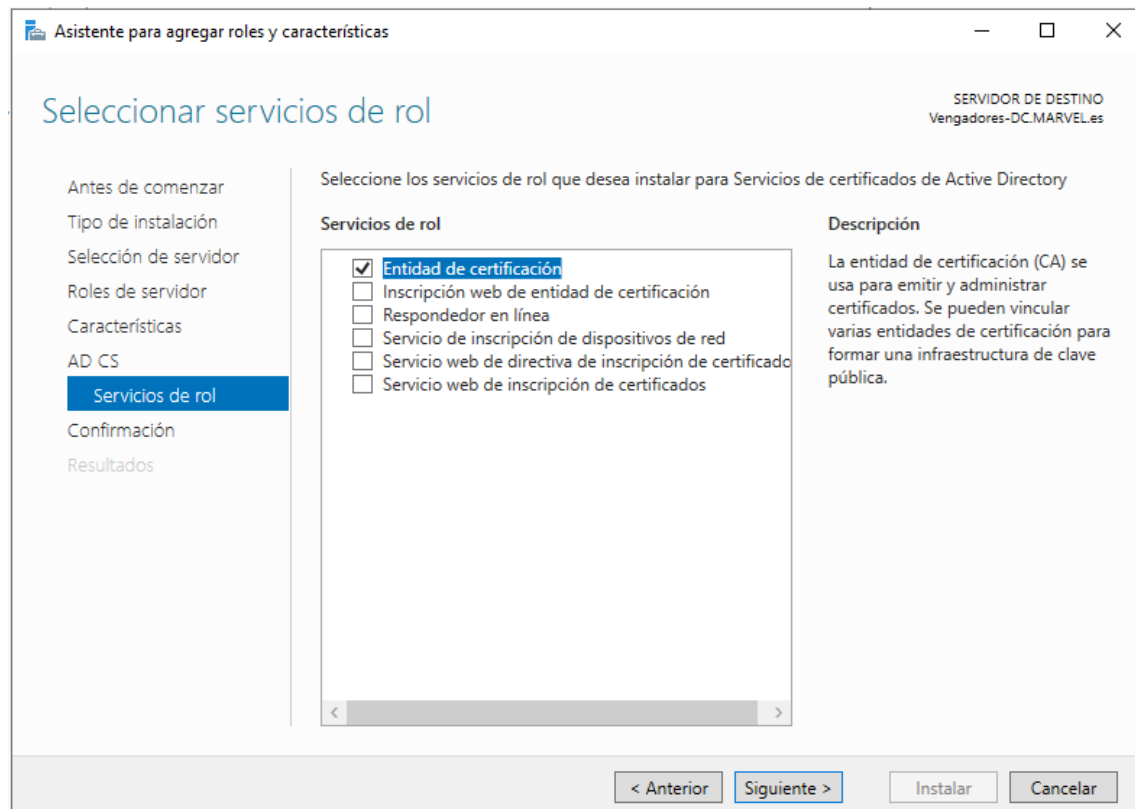 Asistente para agregar roles y características
Seleccionar servicios de rol
SERVIDOR DE DESTINO
Vengadores-DC.MARVEL.es
Antes de comenzar
Tipo de instalación
Selección de servidor
Roles de servidor
Características
AD CS
Servicios de rol
Confirmación
Resultados
Seleccione los servicios de rol que desea instalar para Servicios de certificados de Active Directory
Servicios de rol
Entidad de certificación
Inscripción web de entidad de certificación
Respondedor en línea
Servicio de inscripción de dispositivos de red
Servicio web de directiva de inscripción de certificado
Servicio web de inscripción de certificados
Descripción
La entidad de certificación (CA) se
usa para emitir y administrar
certificados. Se pueden vincular
varias entidades de certificación para
formar una infraestructura de clave
pública.
< Anterior
Siguiente >
Instalar
Cancelar